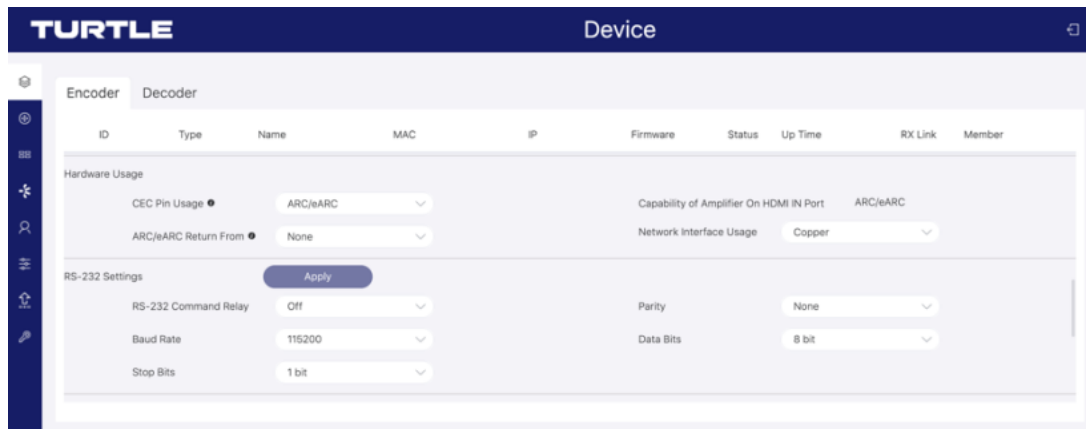 TURTLE Device
Encoder Decoder
ID Type Name MAC IP Firmware Status Up Time RX Link Member
Hardware Usage
CEC Pin Usage ARC/eARC Capability of Amplifier On HDMI IN Port ARC/eARC
ARC/eARC Return From None Network Interface Usage Copper
RS-232 Settings Apply
RS-232 Command Relay Off Parity None
Baud Rate 115200 Data Bits 8 bit
Stop Bits 1 bit